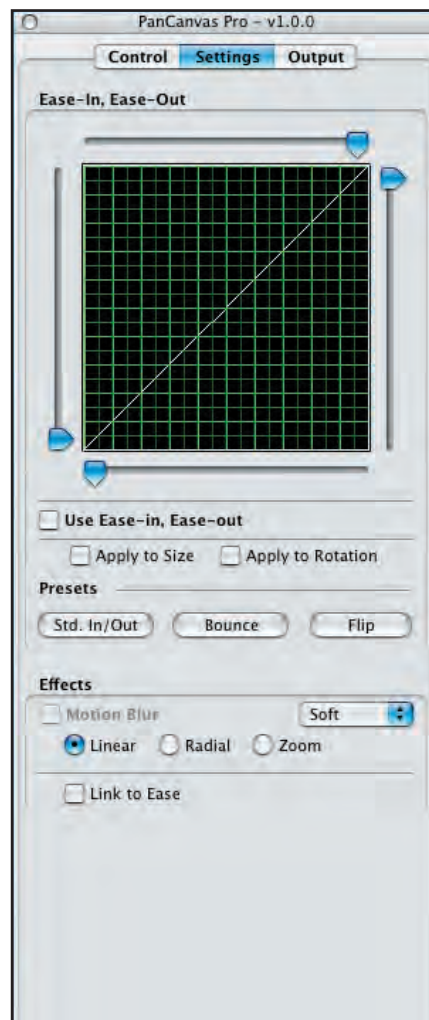 PanCanvas Pro – v1.0.0
Control Settings Output
Ease-In, Ease-Out
Use Ease-in, Ease-out
Apply to Size Apply to Rotation
Presets
Std. In/Out Bounce Flip
Effects
Motion Blur Soft
Linear Radial Zoom
Link to Ease